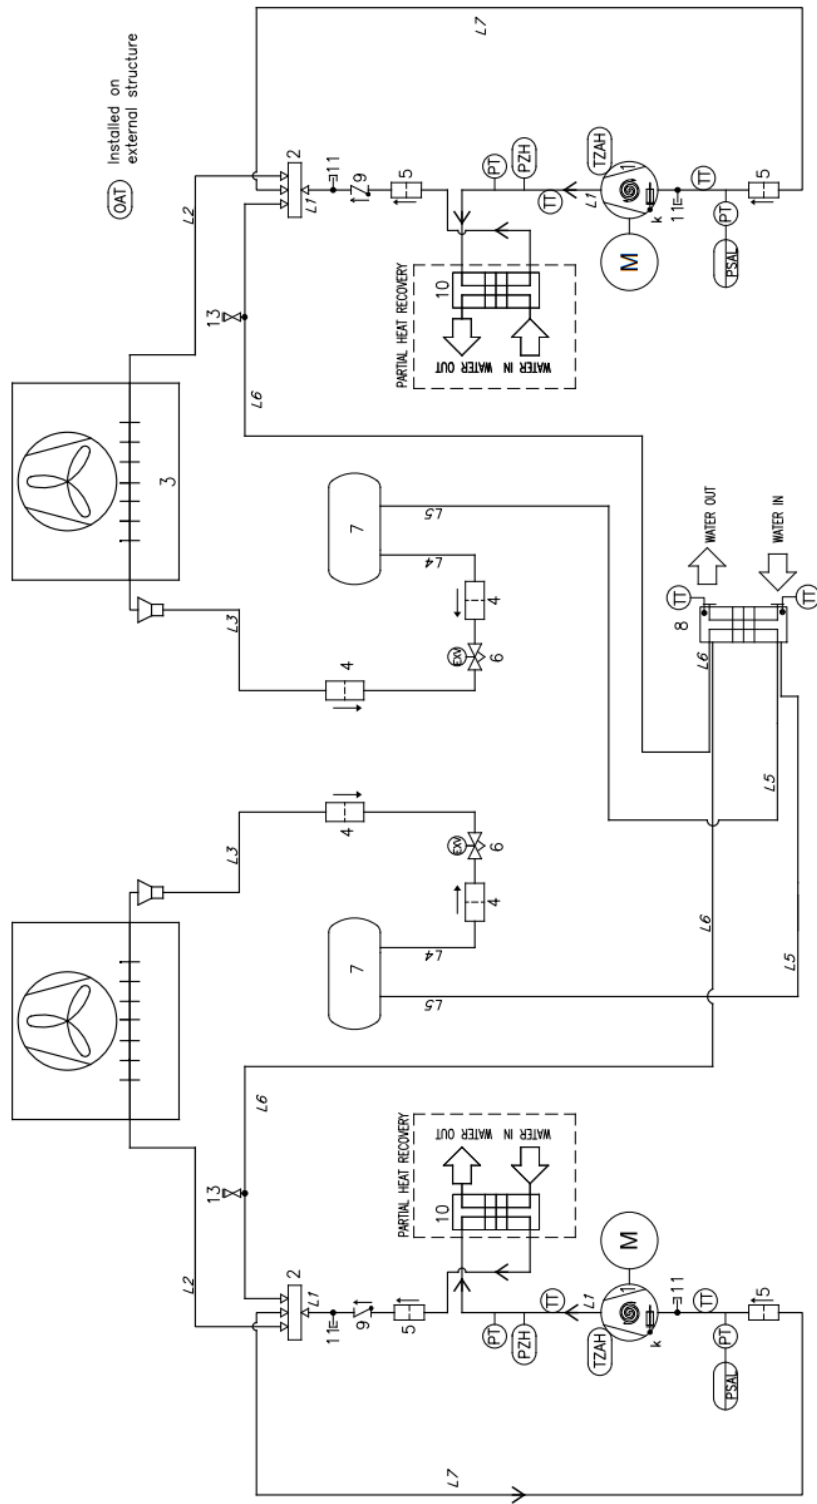 OAT
Installed on
external structure
3
L2
L2
13
13
L3
L3
L6
L6
2
2
L1
L1
11
11
4
4
7
7
9
9
PARTIAL HEAT RECOVERY
PARTIAL HEAT RECOVERY
5
5
L5
L4
L4
L5
10
10
WATER IN WATER OUT
WATER IN WATER OUT
L7
EXV
EXV
L7
6
4
4
6
PT
PT
PZH
PZH
TT
TT
L1
L1
TZAH
TZAH
1
1
M
M
k
k
11
11
8
TT
L6
L6
TT
TT
WATER OUT
PT
PT
PSAL
PSAL
5
5
L5
L5
WATER IN
TT